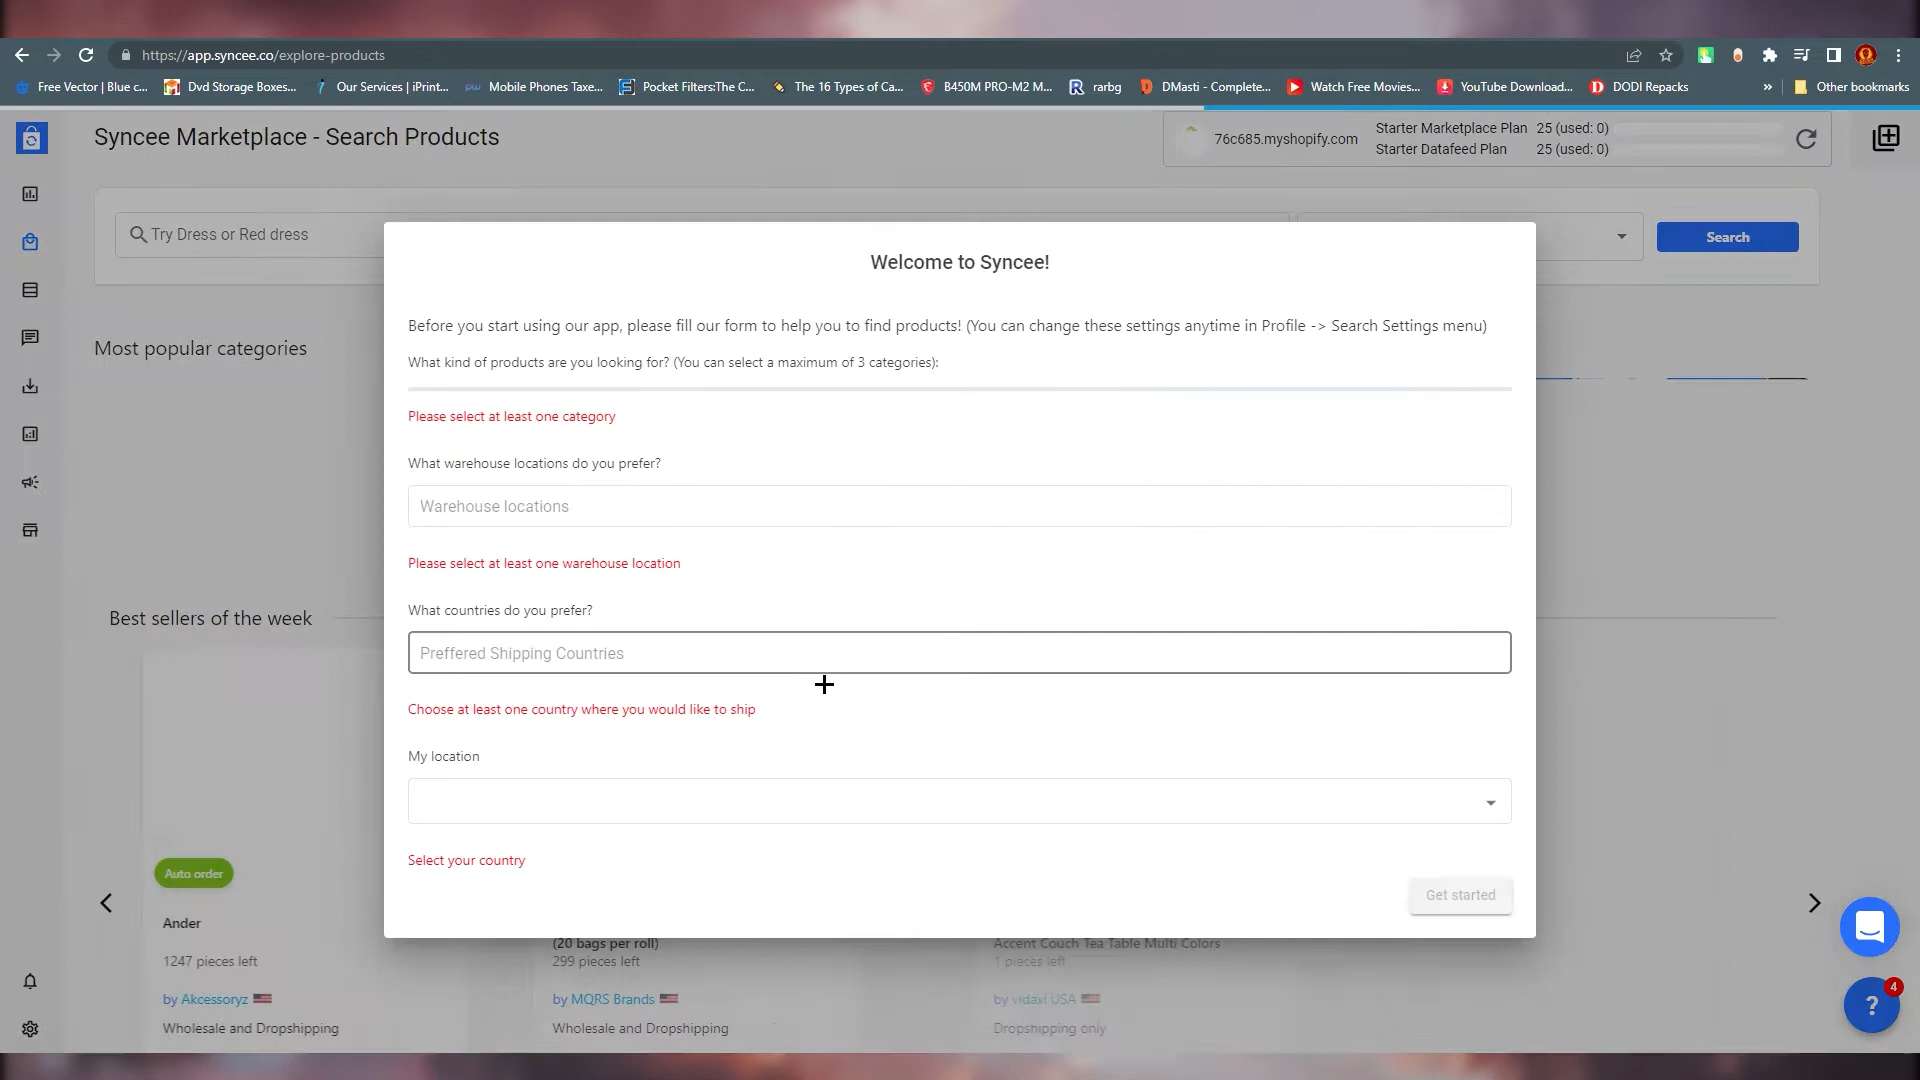 https://app.syncee.co/explore-products
Free Vector | Blue c...
Dvd Storage Boxes...
Our Services | iPrint...
Mobile Phones Taxe...
Pocket Filters:The C...
The 16 Types of Ca...
B450M PRO-M2 M...
rarbg
DMasti - Complete...
Watch Free Movies...
YouTube Download...
DODI Repacks
»
Other bookmarks
Syncee Marketplace - Search Products
76c685.myshopify.com
Starter Marketplace Plan 25 (used: 0)
Starter Datafeed Plan 25 (used: 0)
Try Dress or Red dress
Search
Most popular categories
Welcome to Syncee!
Before you start using our app, please fill our form to help you to find products! (You can change these settings anytime in Profile -> Search Settings menu)
What kind of products are you looking for? (You can select a maximum of 3 categories):
Please select at least one category
What warehouse locations do you prefer?
Warehouse locations
Please select at least one warehouse location
What countries do you prefer?
Preffered Shipping Countries
Choose at least one country where you would like to ship
My location
Select your country
Get started
Best sellers of the week
Auto order
Ander
1247 pieces left
by Akcessoryz
Wholesale and Dropshipping
(20 bags per roll)
299 pieces left
by MQRS Brands
Wholesale and Dropshipping
Accent Couch Tea Table Multi Colors
1 pieces left
by vidaxl USA
Dropshipping only
4
?